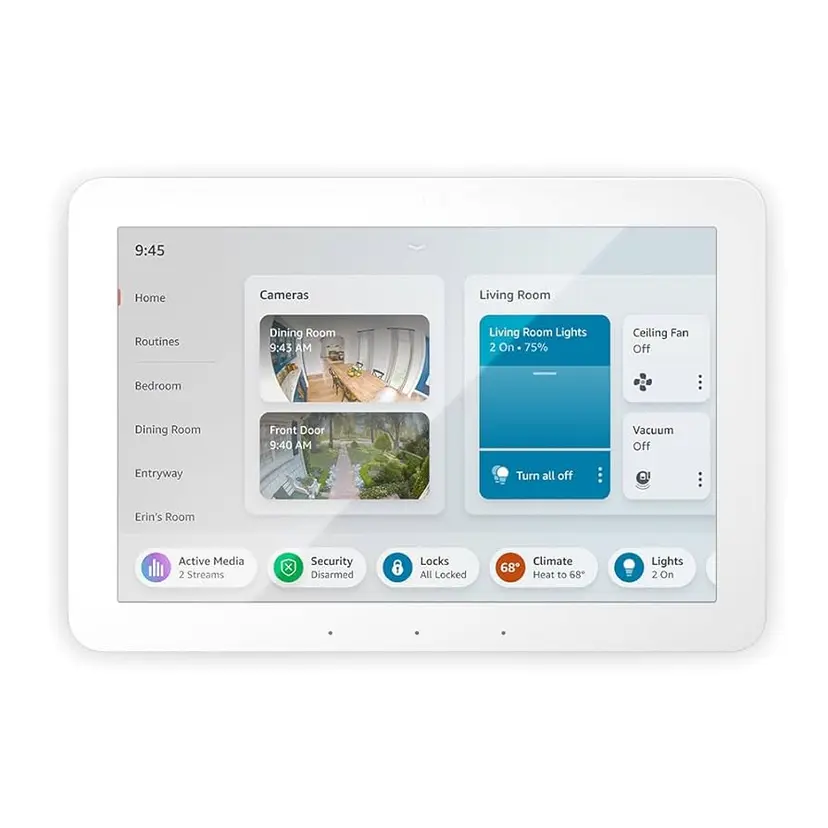 9:45
Home
Routines
Bedroom
Dining Room
Entryway
Erin's Room
Cameras
Dining Room
9:43 AM
Front Door
9:40 AM
Living Room
Living Room Lights
2 On • 75%
Turn all off
Ceiling Fan
Off
Vacuum
Off
Active Media
2 Streams
Security
Disarmed
Locks
All Locked
68°
Climate
Heat to 68°
Lights
2 On